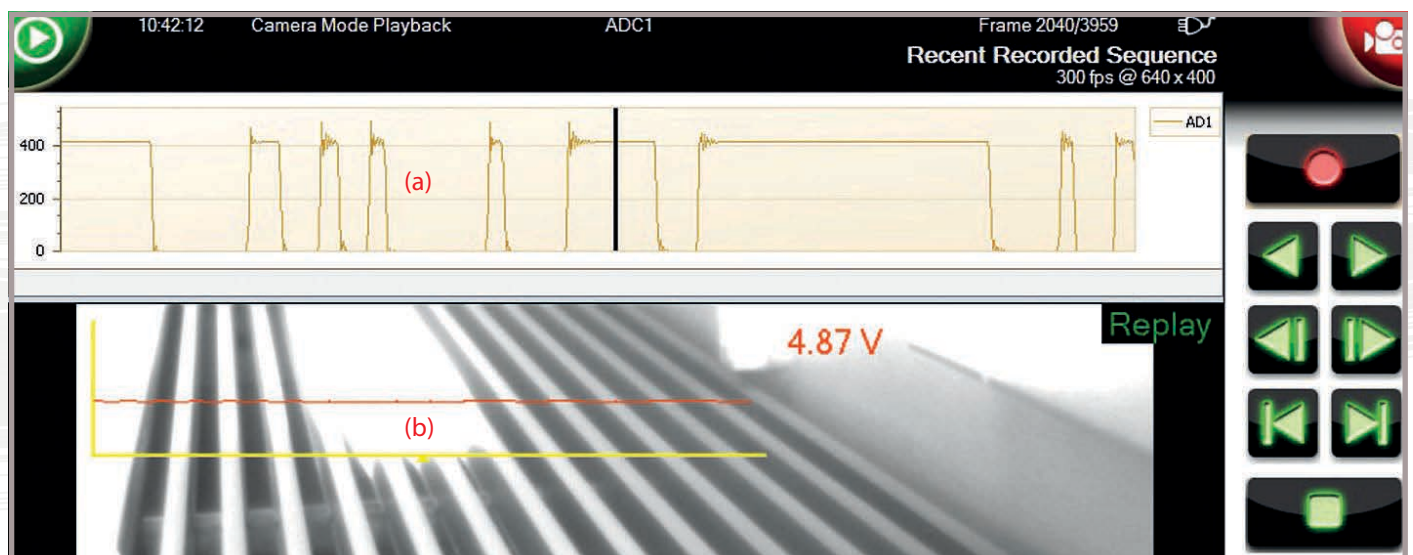 10:42:12 Camera Mode Playback ADC1 Frame 2040/3959
Recent Recorded Sequence
300 fps @ 640 x 400
AD1
400
(a)
200
0
Replay
4.87 V
(b)